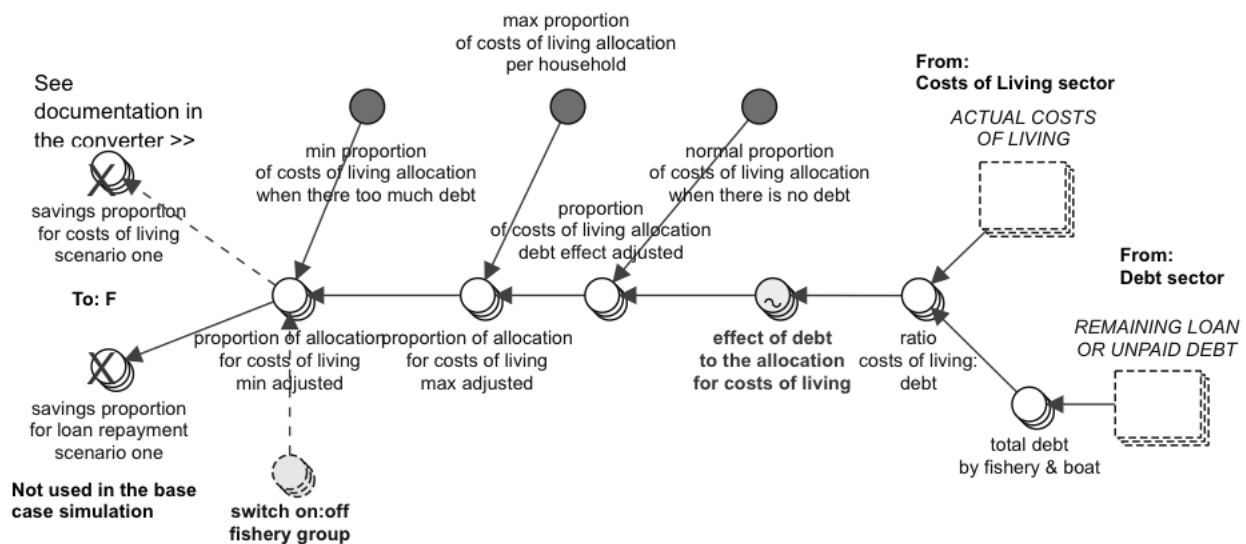 max proportion
of costs of living allocation
per household
From:
Costs of Living sector
See
documentation in
the converter >>
ACTUAL COSTS
OF LIVING
min proportion
of costs of living allocation
when there too much debt
normal proportion
of costs of living allocation
when there is no debt
X
savings proportion
for costs of living
scenario one
proportion
of costs of living allocation
debt effect adjusted
From:
Debt sector
To: F
proportion of allocation
for costs of living
min adjusted
proportion of allocation
for costs of living
max adjusted
~
effect of debt
to the allocation
for costs of living
ratio
costs of living:
debt
REMAINING LOAN
OR UNPAID DEBT
X
savings proportion
for loan repayment
scenario one
total debt
by fishery & boat
Not used in the base
case simulation
switch on:off
fishery group